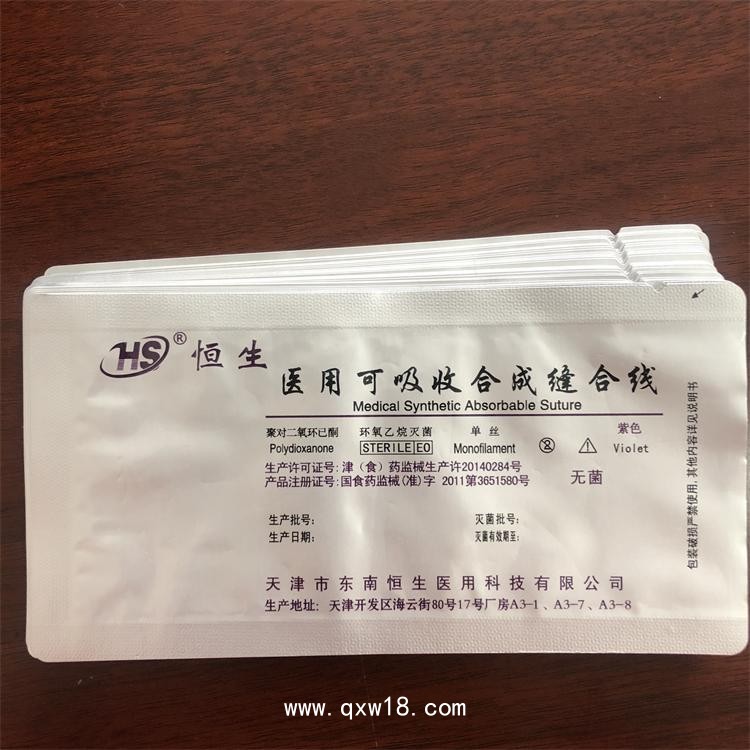 HS® 恒生
医用可吸收合成缝合线
Medical Synthetic Absorbable Suture
聚对二氧环已酮 环氧乙烷灭菌 单丝 紫色
Polydioxanone STERILE EO Monofilament Violet
生产许可证号: 津(食)药监械生产许20140284号
产品注册证号: 国食药监械(准)字 2011第3651580号
无菌
生产批号: 灭菌批号:
生产日期: 灭菌有效期至:
天津市东南恒生医用科技有限公司
生产地址: 天津开发区海云街80号17号厂房A3-1、A3-7、A3-8
包装破损严禁使用,其他内容详见说明书
www.qxw18.com